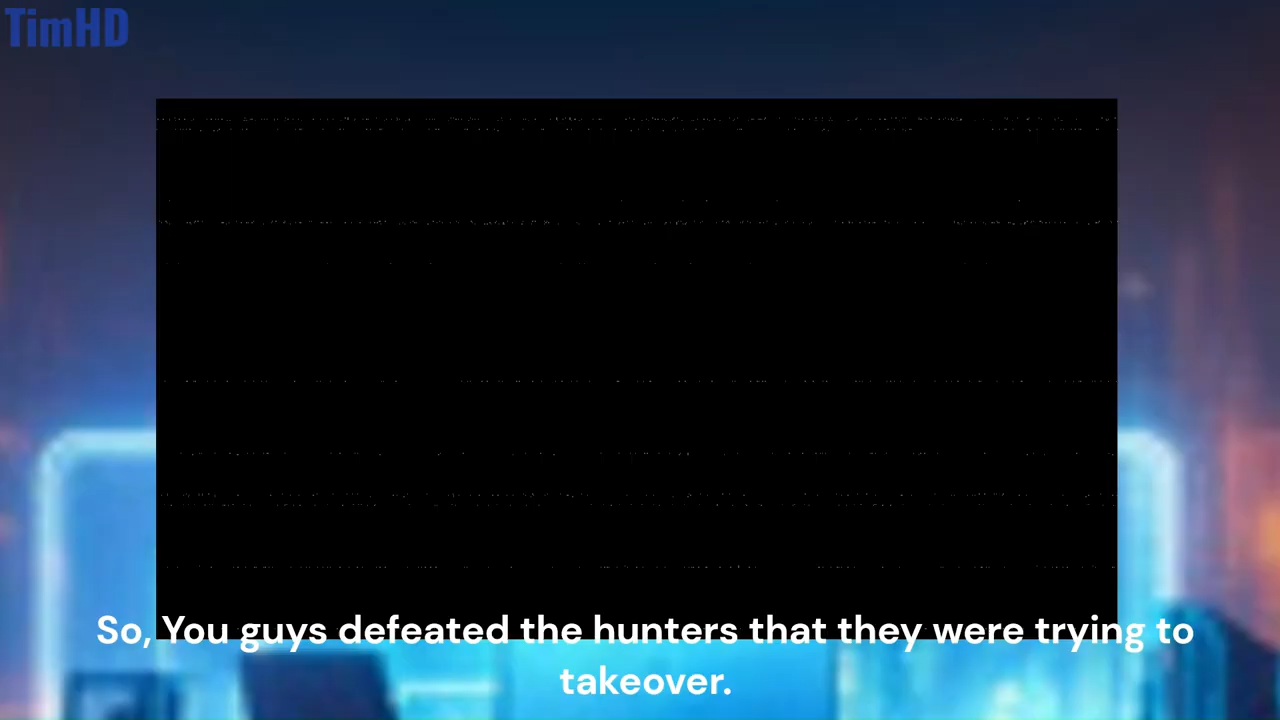 TimHD
So, You guys defeated the hunters that they were trying to
takeover.